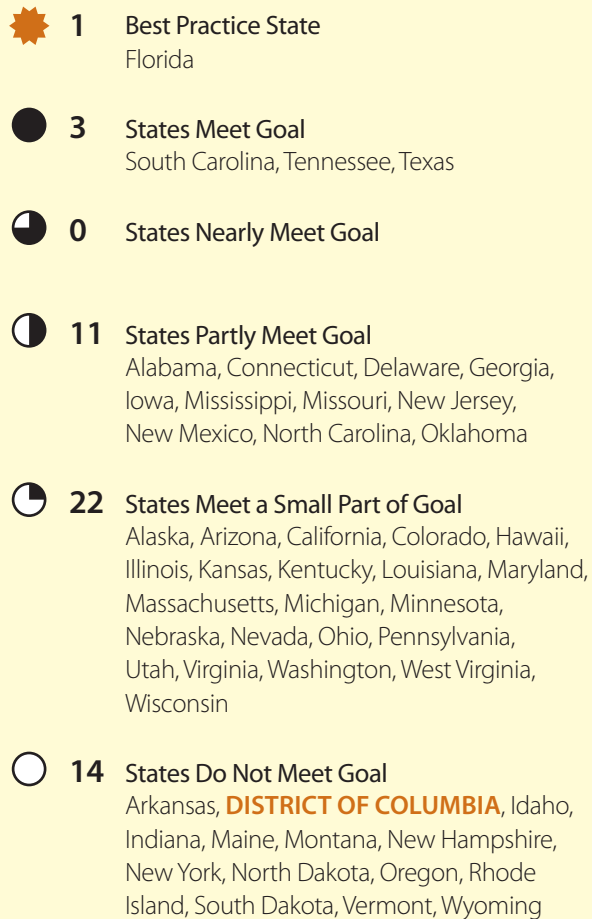 1 Best Practice State
Florida
3 States Meet Goal
South Carolina, Tennessee, Texas
0 States Nearly Meet Goal
11 States Partly Meet Goal
Alabama, Connecticut, Delaware, Georgia,
Iowa, Mississippi, Missouri, New Jersey,
New Mexico, North Carolina, Oklahoma
22 States Meet a Small Part of Goal
Alaska, Arizona, California, Colorado, Hawaii,
Illinois, Kansas, Kentucky, Louisiana, Maryland,
Massachusetts, Michigan, Minnesota,
Nebraska, Nevada, Ohio, Pennsylvania,
Utah, Virginia, Washington, West Virginia,
Wisconsin
14 States Do Not Meet Goal
Arkansas, DISTRICT OF COLUMBIA, Idaho,
Indiana, Maine, Montana, New Hampshire,
New York, North Dakota, Oregon, Rhode
Island, South Dakota, Vermont, Wyoming